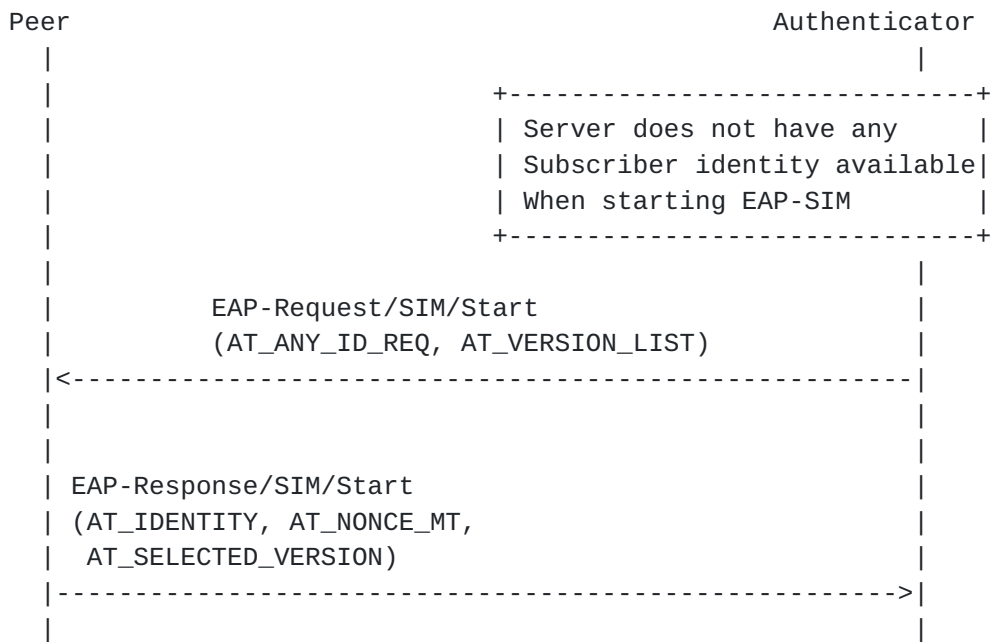 Peer Authenticator
Server does not have any
Subscriber identity available
When starting EAP-SIM
EAP-Request/SIM/Start
(AT_ANY_ID_REQ, AT_VERSION_LIST)
EAP-Response/SIM/Start
(AT_IDENTITY, AT_NONCE_MT,
AT_SELECTED_VERSION)